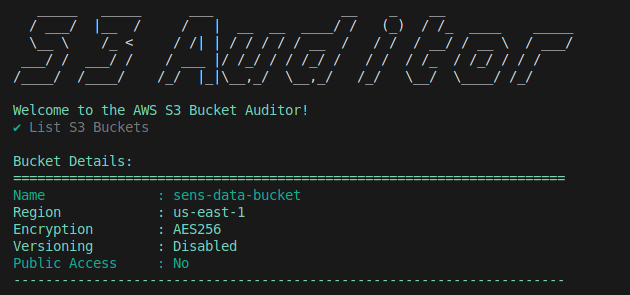 S3 Auditor
Welcome to the AWS S3 Bucket Auditor!
✔ List S3 Buckets
Bucket Details:
=====================================================================
Name : sens-data-bucket
Region : us-east-1
Encryption : AES256
Versioning : Disabled
Public Access : No
---------------------------------------------------------------------